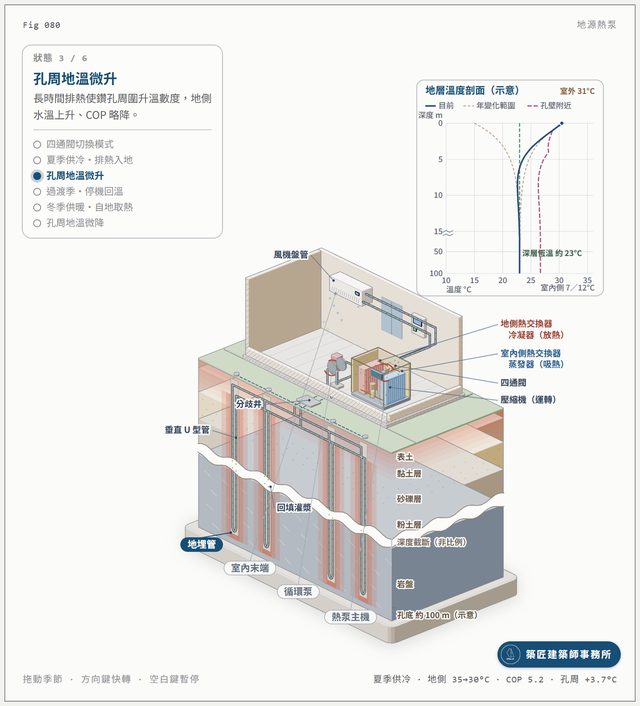 Fig 080
地源熱泵
狀態 3 / 6
孔周地溫微升
長時間排熱使鑽孔周圍升溫數度，地側
水溫上升、COP 略降。
四通閥切換模式
夏季供冷・排熱入地
孔周地溫微升
過渡季・停機回溫
冬季供暖・自地取熱
孔周地溫微降
地層溫度剖面（示意）
室外 31°C
目前
年變化範圍
孔壁附近
深度 m
0
5
10
15
50
100
深層恆溫 約 23°C
10 15 20 25 30 35
溫度 °C
室內側 7／12°C
風機盤管
地側熱交換器
冷凝器（放熱）
室內側熱交換器
蒸發器（吸熱）
四通閥
壓縮機（運轉）
分歧井
垂直 U 型管
表土
黏土層
砂礫層
回填灌漿
粉土層
深度截斷（非比例）
地埋管
室內末端
岩盤
循環泵
熱泵主機
孔底 約 100 m（示意）
築匠建築師事務所
拖動季節 · 方向鍵快轉 · 空白鍵暫停
夏季供冷 · 地側 35→30°C · COP 5.2 · 孔周 +3.7°C